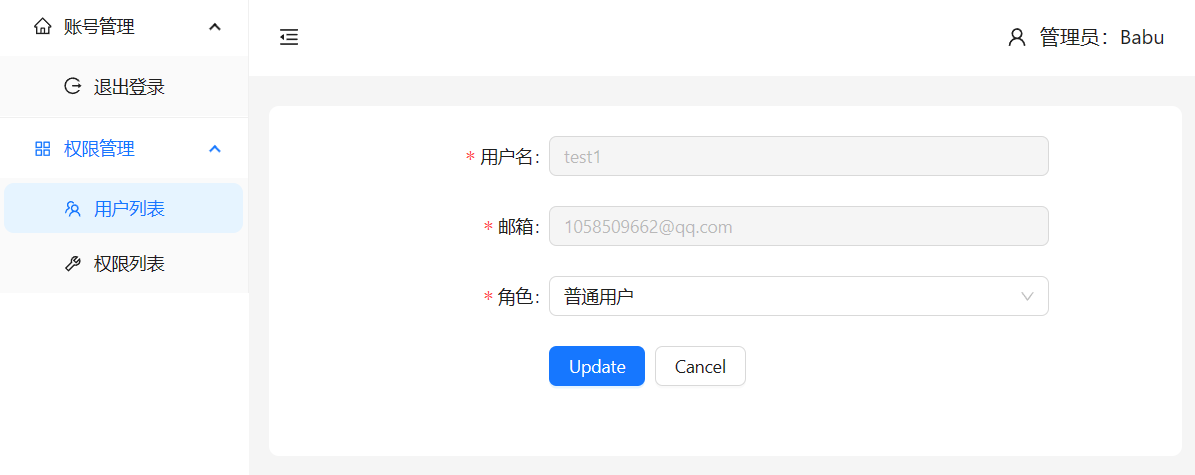 账号管理
退出登录
权限管理
用户列表
权限列表
管理员：Babu
* 用户名: test1
* 邮箱: 1058509662@qq.com
* 角色: 普通用户
Update Cancel